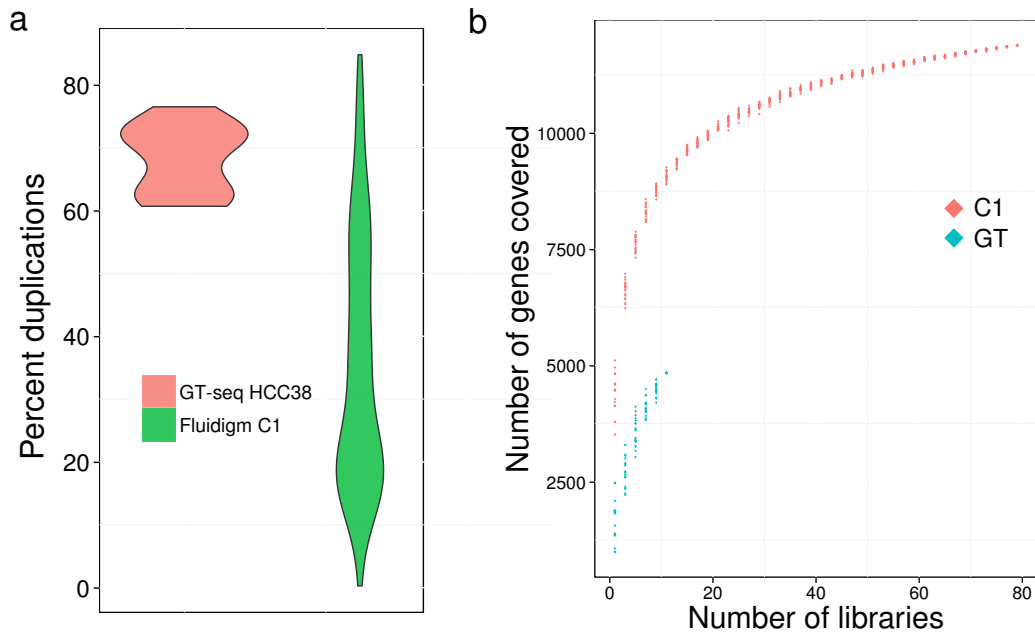 a
Percent duplications
80
60
40
20
0
GT-seq HCC38
Fluidigm C1
b
Number of genes covered
10000
7500
5000
2500
C1
GT
0
20
40
60
80
Number of libraries